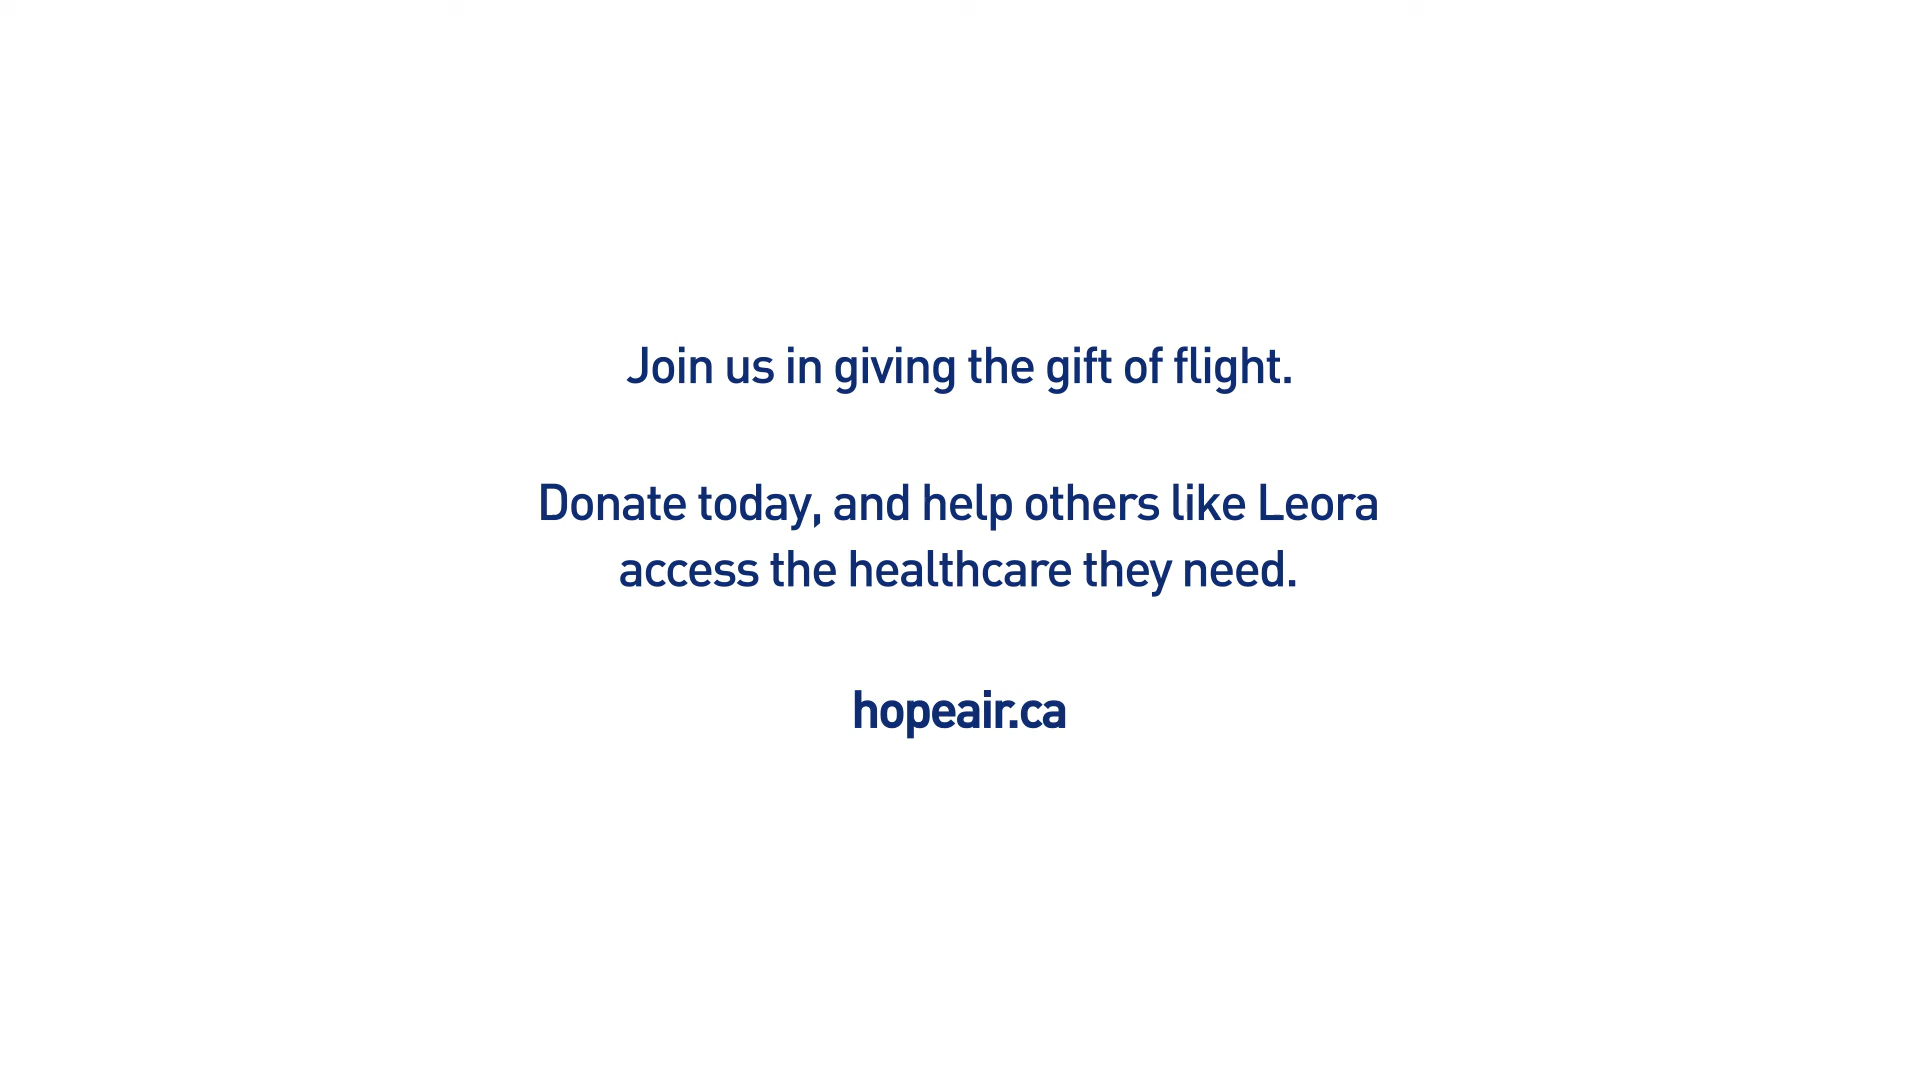 Join us in giving the gift of flight.
Donate today, and help others like Leora
access the healthcare they need.
hopeair.ca